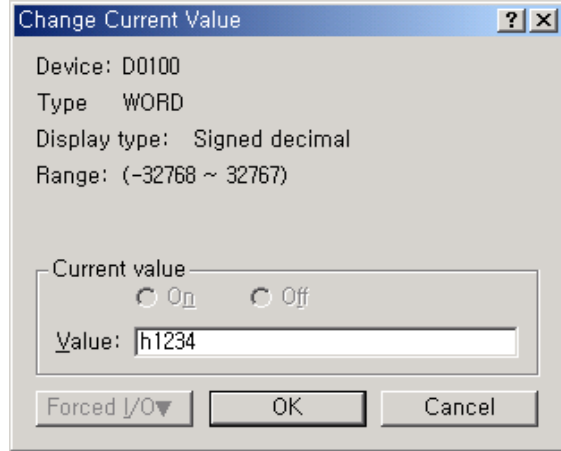 Change Current Value
Device: D0100
Type WORD
Display type: Signed decimal
Range: (-32768 ~ 32767)
Current value
On Off
Value: h1234
Forced I/O▼ OK Cancel